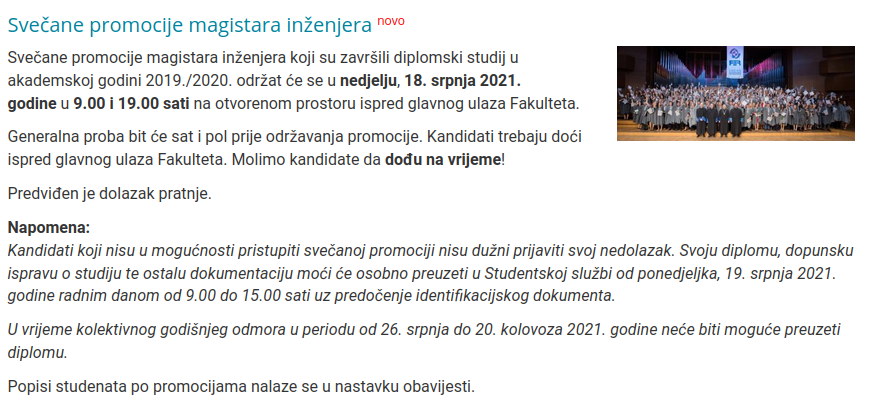 Svečane promocije magistara inženjera novo
Svečane promocije magistara inženjera koji su završili diplomski studij u
akademskoj godini 2019./2020. održat će se u nedjelju, 18. srpnja 2021.
godine u 9.00 i 19.00 sati na otvorenom prostoru ispred glavnog ulaza Fakulteta.
Generalna proba bit će sat i pol prije održavanja promocije. Kandidati trebaju doći
ispred glavnog ulaza Fakulteta. Molimo kandidate da dođu na vrijeme!
Predviđen je dolazak pratnje.
Napomena:
Kandidati koji nisu u mogućnosti pristupiti svečanoj promociji nisu dužni prijaviti svoj nedolazak. Svoju diplomu, dopunsku
ispravu o studiju te ostalu dokumentaciju moći će osobno preuzeti u Studentskoj službi od ponedjeljka, 19. srpnja 2021.
godine radnim danom od 9.00 do 15.00 sati uz predočenje identifikacijskog dokumenta.
U vrijeme kolektivnog godišnjeg odmora u periodu od 26. srpnja do 20. kolovoza 2021. godine neće biti moguće preuzeti
diplomu.
Popisi studenata po promocijama nalaze se u nastavku obavijesti.
FER